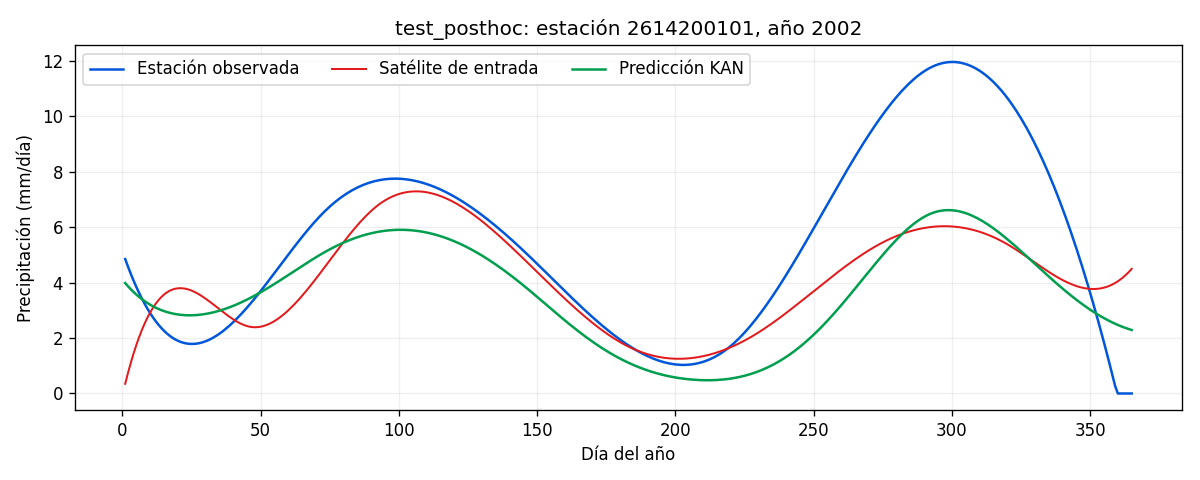 test_posthoc: estación 2614200101, año 2002
Estación observada
Satélite de entrada
Predicción KAN
Precipitación (mm/día)
12
10
8
6
4
2
0
0
50
100
150
200
250
300
350
Día del año